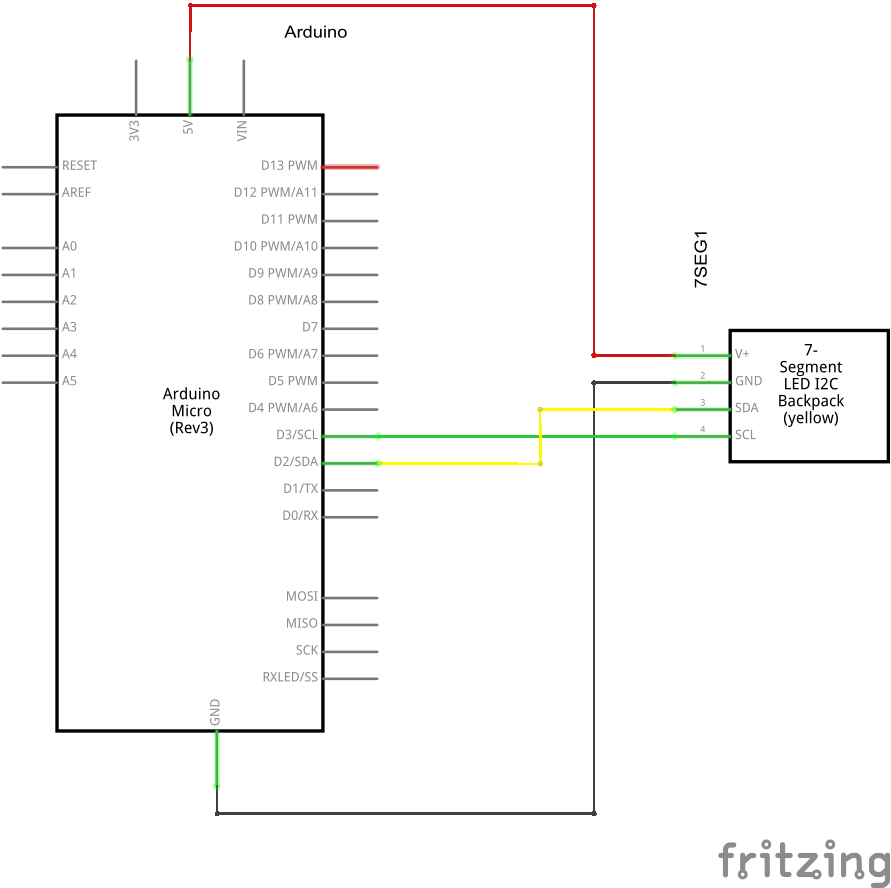 Arduino
3V3
5V
VIN
RESET
AREF
A0
A1
A2
A3
A4
A5
D13 PWM
D12 PWM/A11
D11 PWM
D10 PWM/A10
D9 PWM/A9
D8 PWM/A8
D7
D6 PWM/A7
D5 PWM
D4 PWM/A6
D3/SCL
D2/SDA
D1/TX
D0/RX
MOSI
MISO
SCK
RXLED/SS
GND
Arduino
Micro
(Rev3)
7SEG1
1
2
3
4
V+
GND
SDA
SCL
7-
Segment
LED I2C
Backpack
(yellow)
fritzing